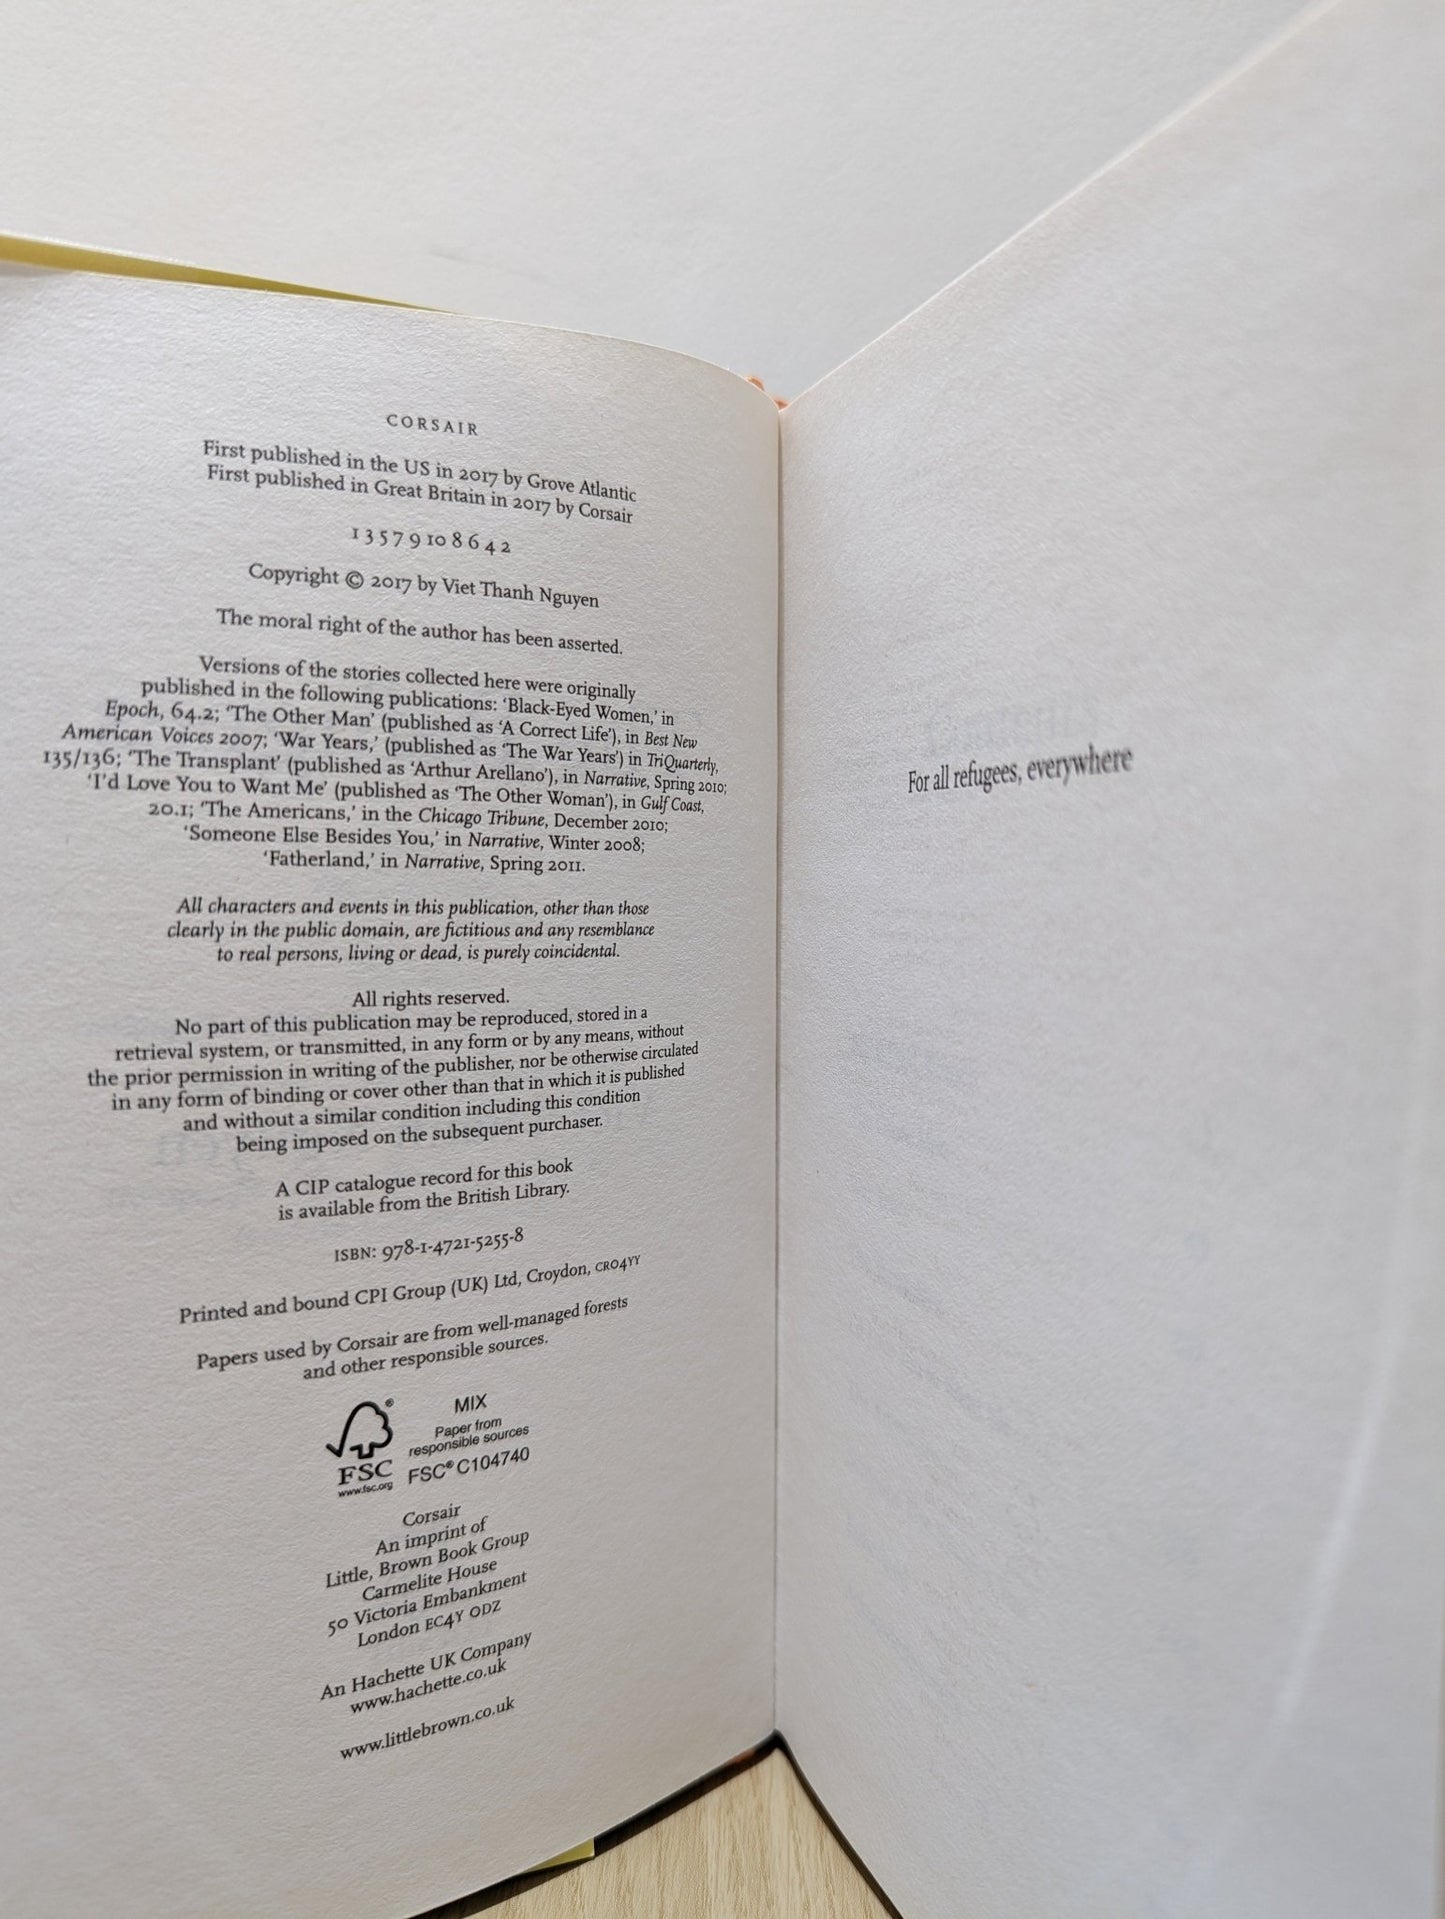 CORSAIR
First published in the US in 2017 by Grove Atlantic
First published in Great Britain in 2017 by Corsair
1 3 5 7 9 10 8 6 4 2
Copyright © 2017 by Viet Thanh Nguyen
The moral right of the author has been asserted.
Versions of the stories collected here were originally
published in the following publications: ‘Black-Eyed Women,’ in
Epoch, 64.2; ‘The Other Man’ (published as ‘A Correct Life’), in Best New
American Voices 2007; ‘War Years,’ (published as ‘The War Years’) in TriQuarterly,
135/136; ‘The Transplant’ (published as ‘Arthur Arellano’), in Narrative, Spring 2010;
‘I’d Love You to Want Me’ (published as ‘The Other Woman’), in Gulf Coast,
20.1; ‘The Americans,’ in the Chicago Tribune, December 2010;
‘Someone Else Besides You,’ in Narrative, Winter 2008;
‘Fatherland,’ in Narrative, Spring 2011.
All characters and events in this publication, other than those
clearly in the public domain, are fictitious and any resemblance
to real persons, living or dead, is purely coincidental.
All rights reserved.
No part of this publication may be reproduced, stored in a
retrieval system, or transmitted, in any form or by any means, without
the prior permission in writing of the publisher, nor be otherwise circulated
in any form of binding or cover other than that in which it is published
and without a similar condition including this condition
being imposed on the subsequent purchaser.
A CIP catalogue record for this book
is available from the British Library.
ISBN: 978-1-4721-5255-8
Printed and bound CPI Group (UK) Ltd, Croydon, CR04YY
Papers used by Corsair are from well-managed forests
and other responsible sources.
MIX
Paper from
responsible sources
FSC® C104740
®
FSC
www.fsc.org
Corsair
An imprint of
Little, Brown Book Group
Carmelite House
50 Victoria Embankment
London EC4Y ODZ
An Hachette UK Company
www.hachette.co.uk
www.littlebrown.co.uk
For all refugees, everywhere